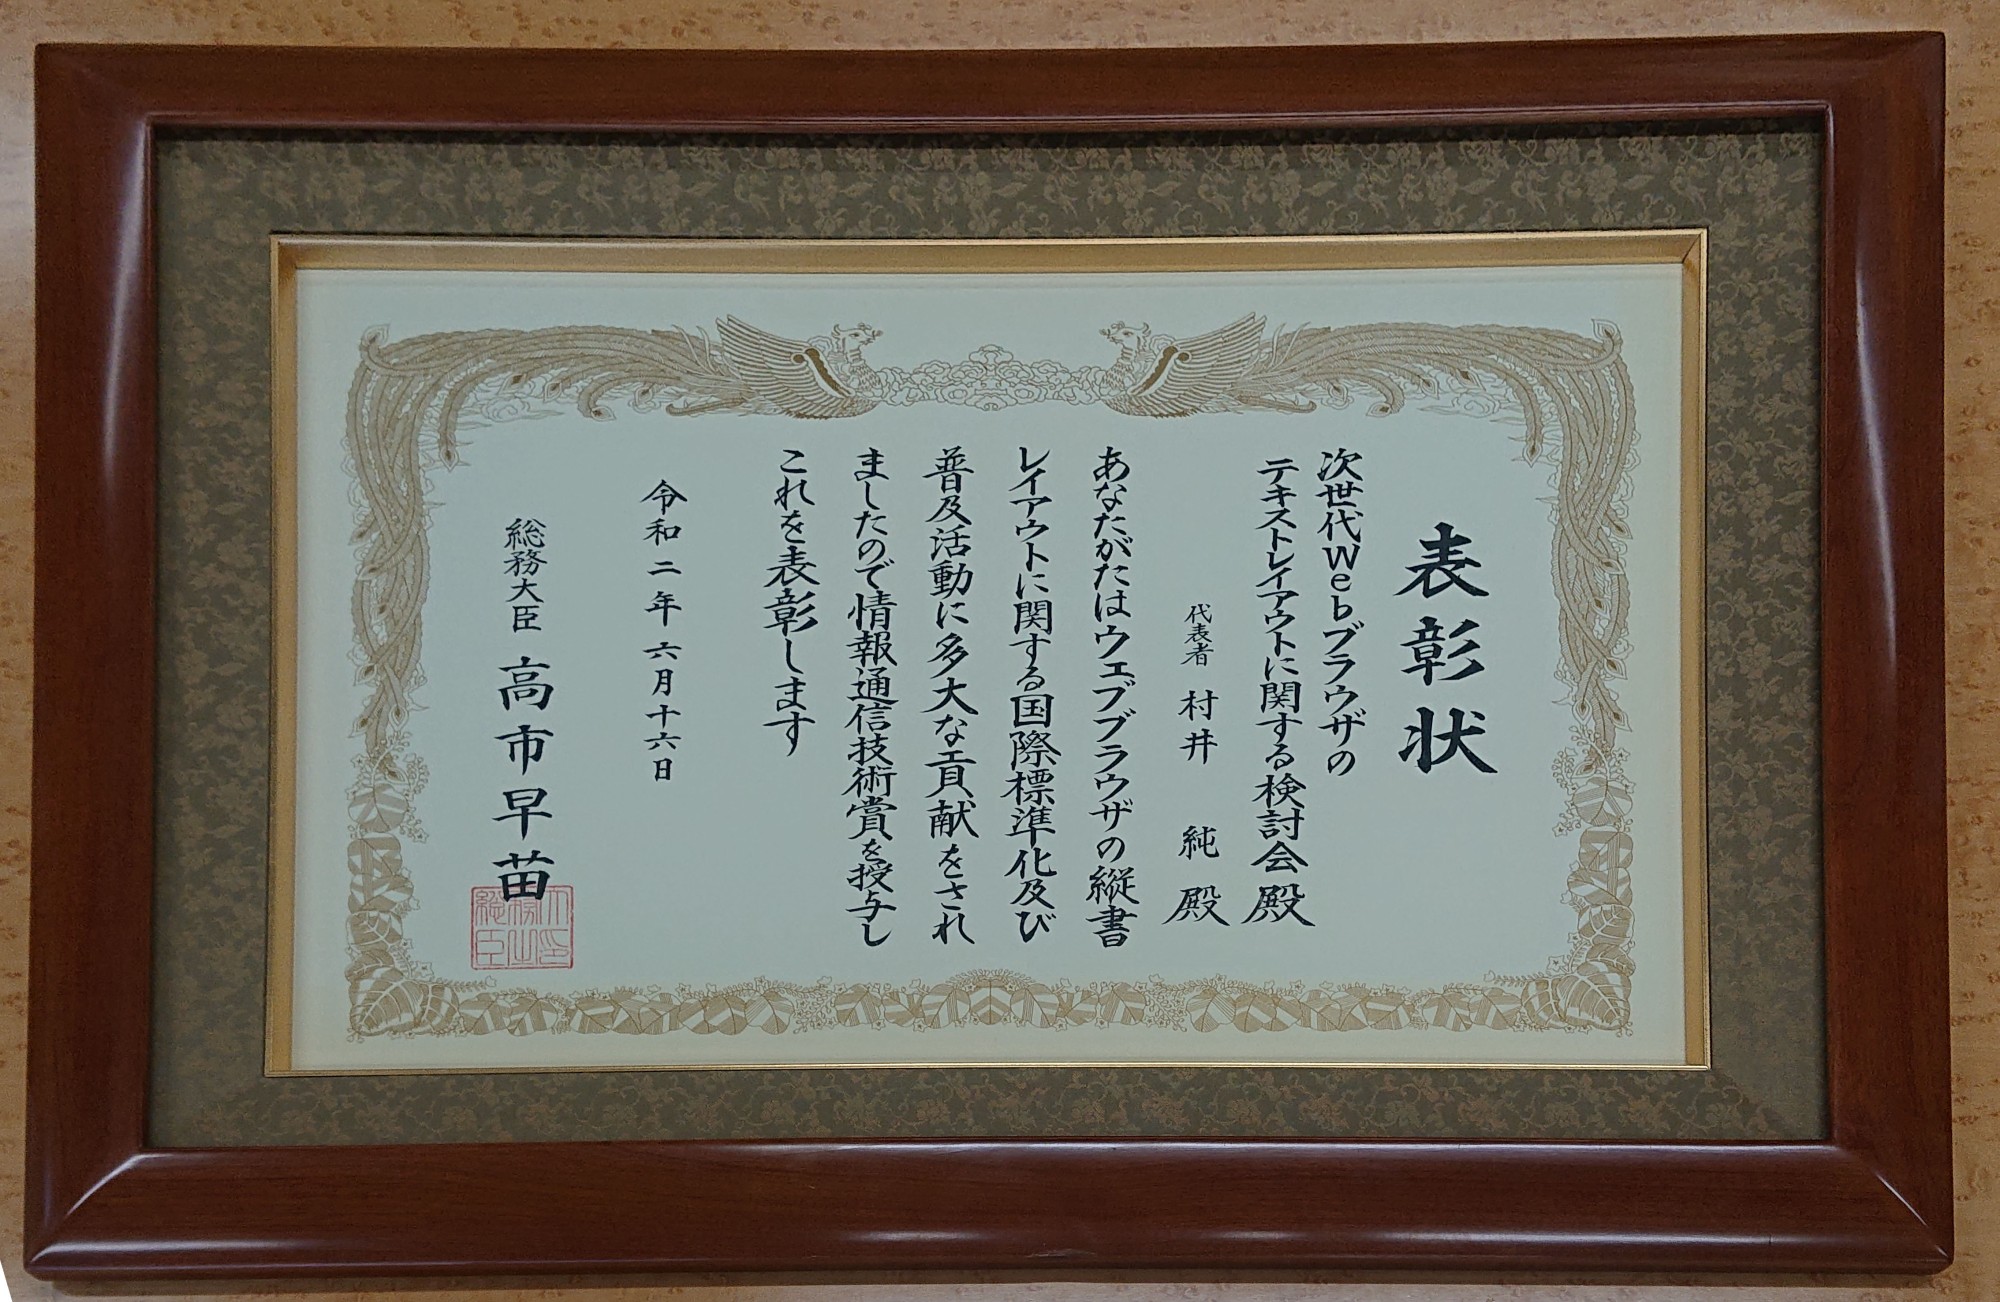 表彰状
次世代Webブラウザの
テキストレイアウトに関する検討会殿
代表者 村井 純 殿
あなたがたはウェブブラウザの縦書
レイアウトに関する国際標準化及び
普及活動に多大な貢献をされ
ましたので情報通信技術賞を授与し
これを表彰します
令和二年六月十六日
総務大臣 高市早苗